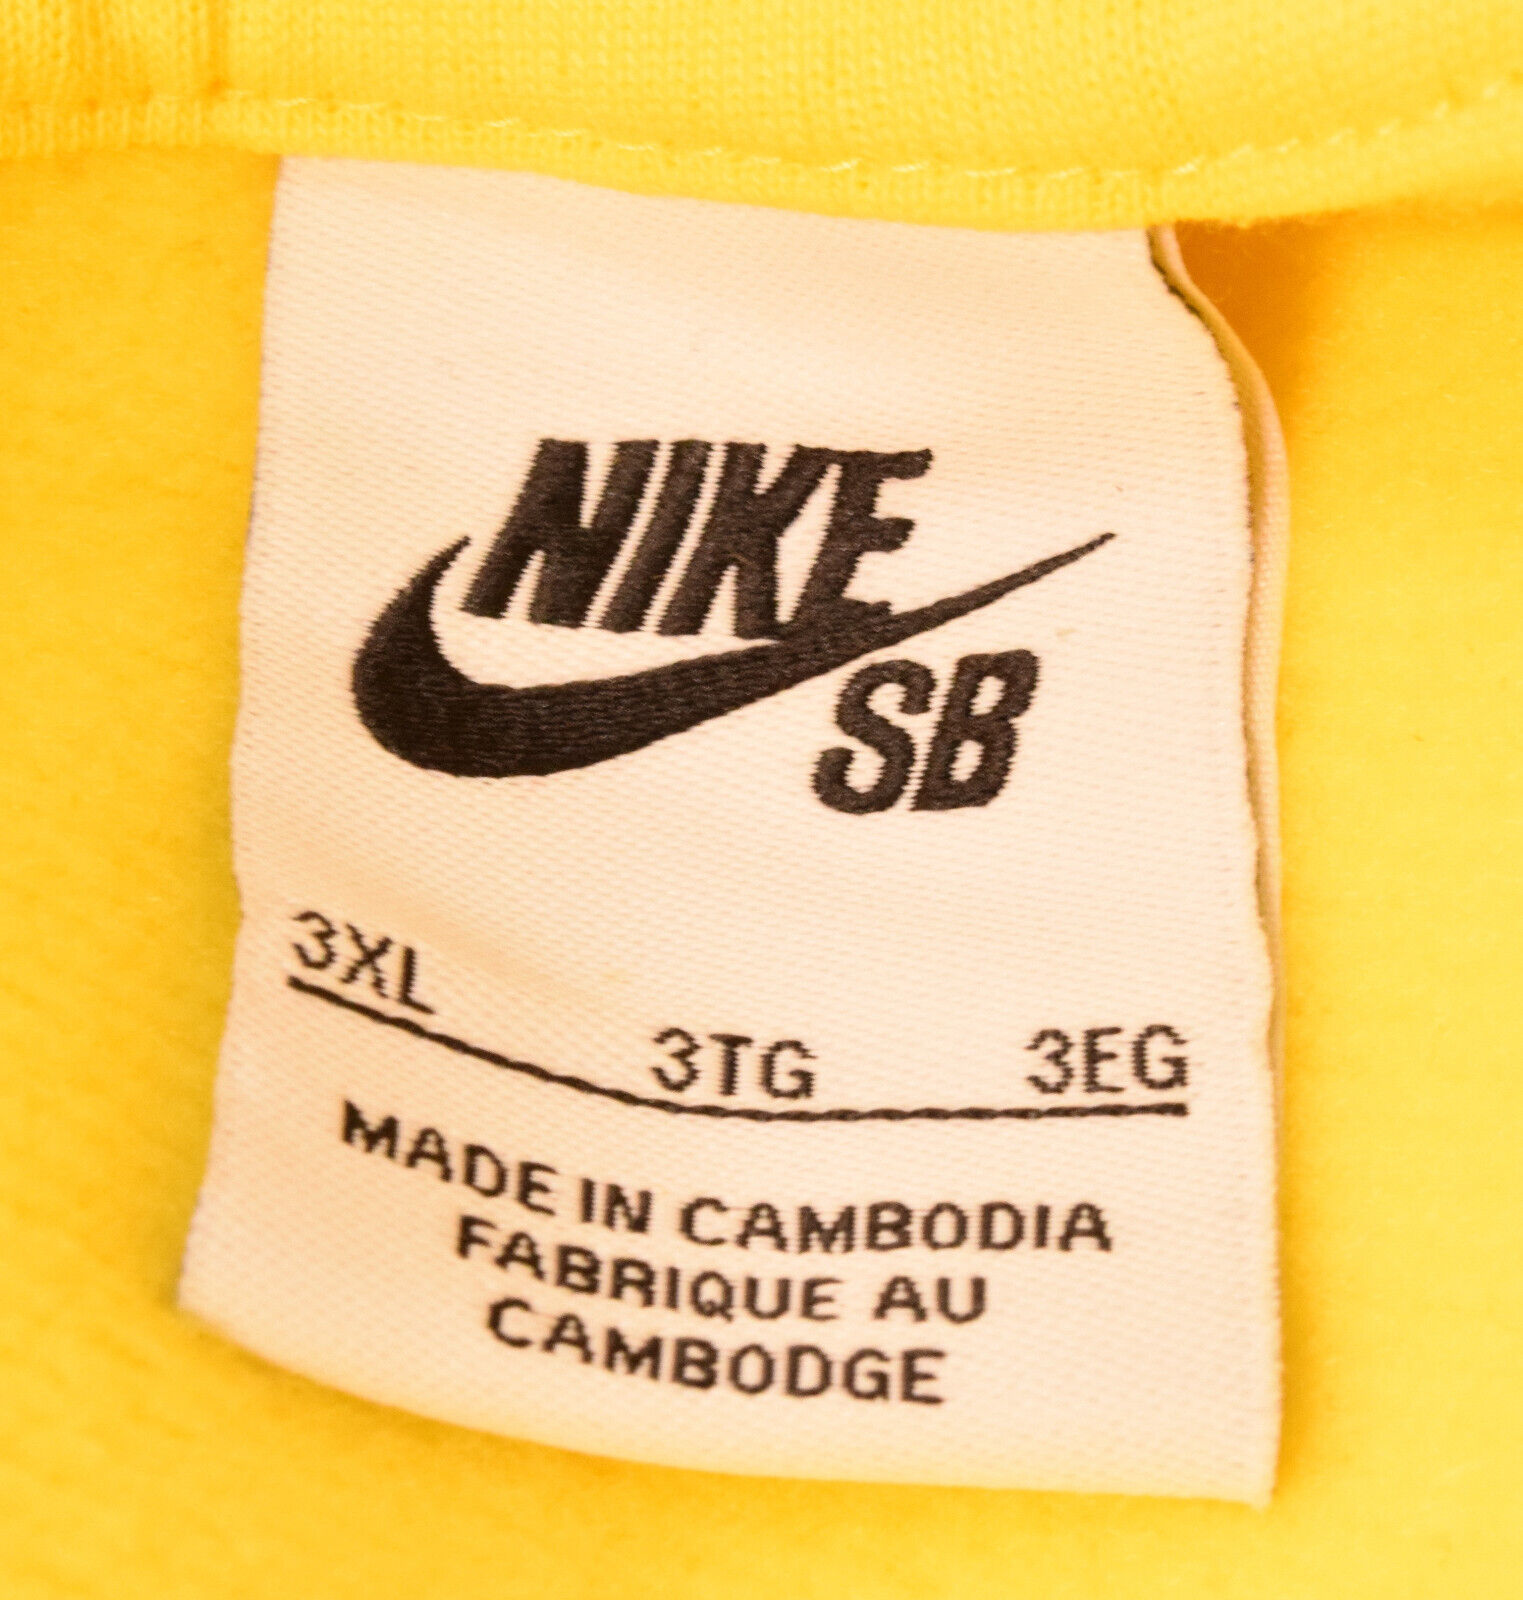 NIKE
SB
3XL 3TG 3EG
MADE IN CAMBODIA
FABRIQUE AU
CAMBODGE